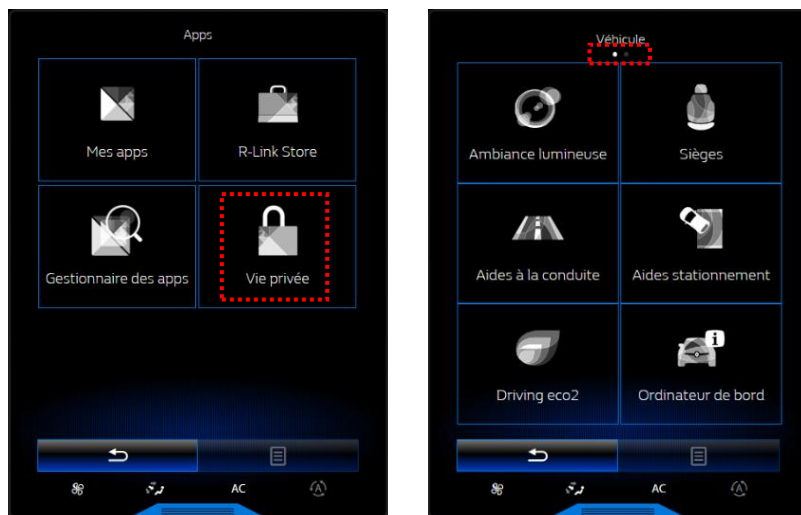 Apps
Mes apps
R-Link Store
Gestionnaire des apps
Vie privée
AC
A
Véhicule
Ambiance lumineuse
Sièges
Aides à la conduite
Aides stationnement
i
Driving eco2
Ordinateur de bord
AC
A